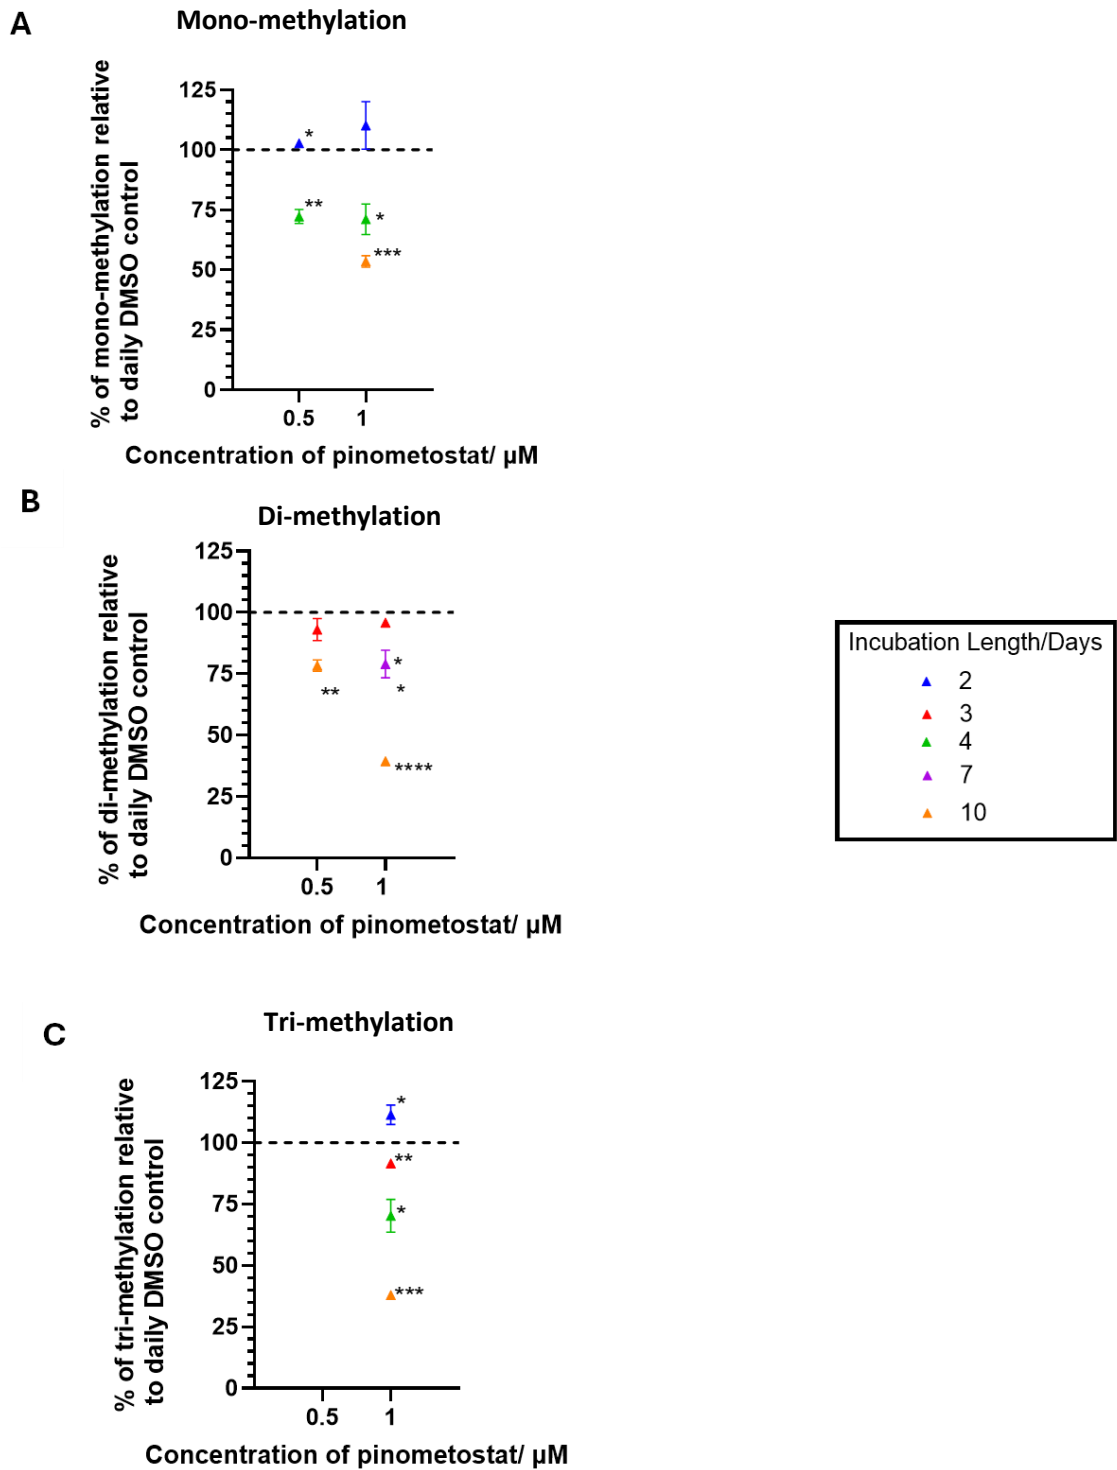 A
Mono-methylation
% of mono-methylation relative
to daily DMSO control
125
100
75
50
25
0
*
**
*
***
0.5
1
Concentration of pinometostat/ µM
B
Di-methylation
% of di-methylation relative
to daily DMSO control
125
100
75
50
25
0
**
*
*
****
0.5
1
Concentration of pinometostat/ µM
Incubation Length/Days
2
3
4
7
10
C
Tri-methylation
% of tri-methylation relative
to daily DMSO control
125
100
75
50
25
0
*
**
*
***
0.5
1
Concentration of pinometostat/ µM